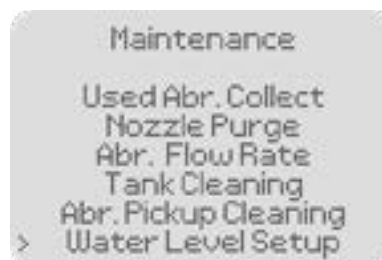 Maintenance
Used Abr. Collect
Nozzle Purge
Abr. Flow Rate
Tank Cleaning
Abr. Pickup Cleaning
> Water Level Setup